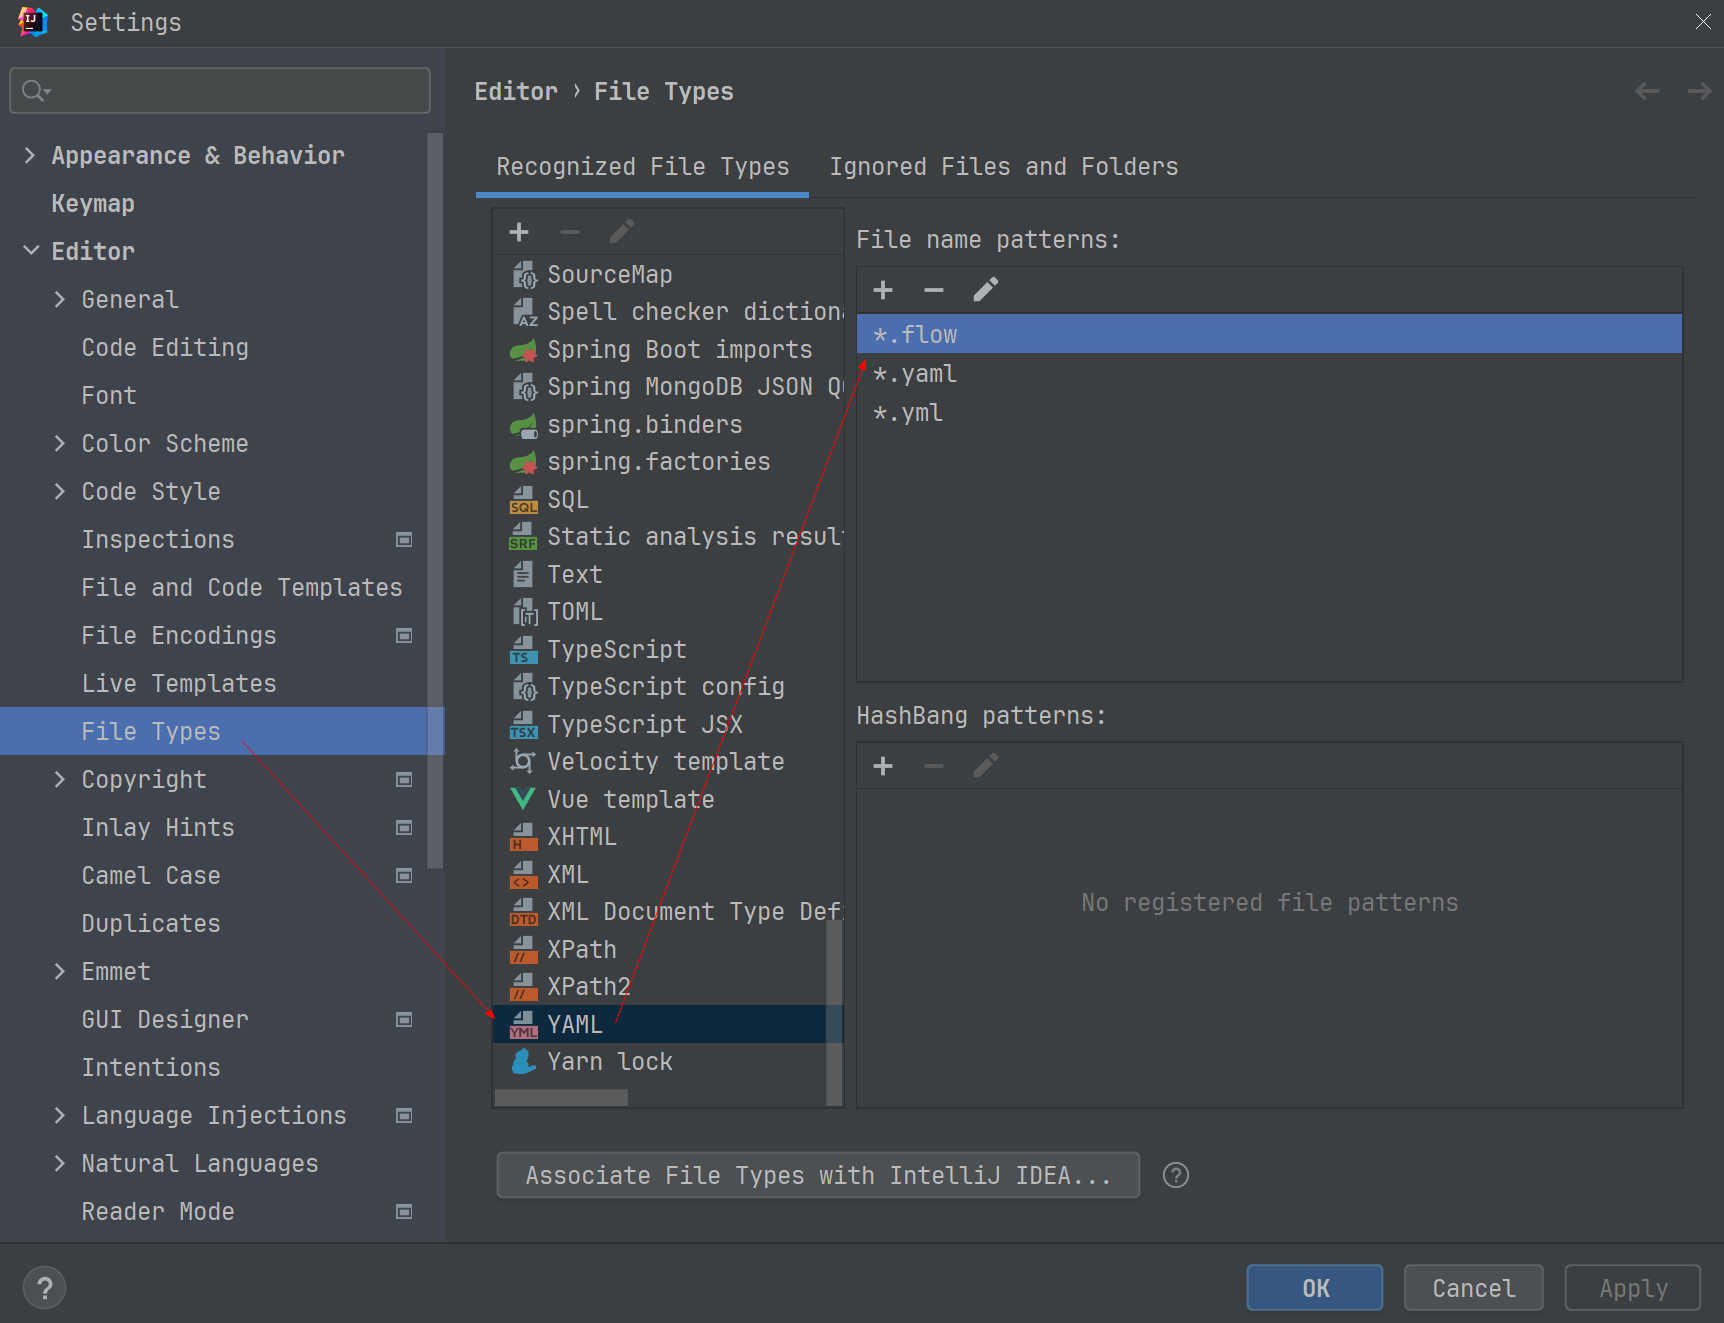 Settings
Appearance & Behavior
Keymap
Editor
General
Code Editing
Font
Color Scheme
Code Style
Inspections
File and Code Templates
File Encodings
Live Templates
File Types
Copyright
Inlay Hints
Camel Case
Duplicates
Emmet
GUI Designer
Intentions
Language Injections
Natural Languages
Reader Mode
Editor › File Types
Recognized File Types
Ignored Files and Folders
SourceMap
Spell checker diction
Spring Boot imports
Spring MongoDB JSON Q
spring.binders
spring.factories
SQL
Static analysis resul
Text
TOML
TypeScript
TypeScript config
TypeScript JSX
Velocity template
Vue template
XHTML
XML
XML Document Type Def
XPath
XPath2
YAML
Yarn lock
File name patterns:
*.flow
*.yaml
*.yml
HashBang patterns:
No registered file patterns
Associate File Types with IntelliJ IDEA...
?
?
OK
Cancel
Apply